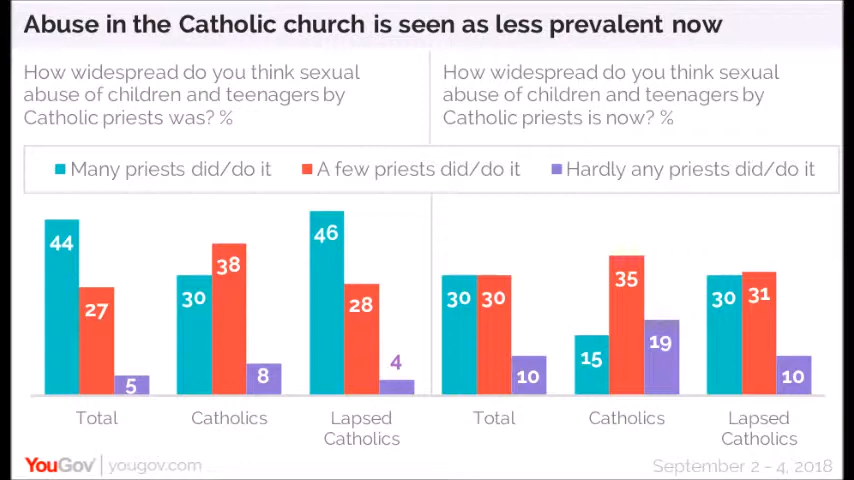 Abuse in the Catholic church is seen as less prevalent now
How widespread do you think sexual
abuse of children and teenagers by
Catholic priests was? %
How widespread do you think sexual
abuse of children and teenagers by
Catholic priests is now? %
Many priests did/do it
A few priests did/do it
Hardly any priests did/do it
44
27
5
30
38
8
46
28
4
30
30
10
15
35
19
30
31
10
Total
Catholics
Lapsed
Catholics
Total
Catholics
Lapsed
Catholics
YouGov
yougov.com
September 2 - 4, 2018